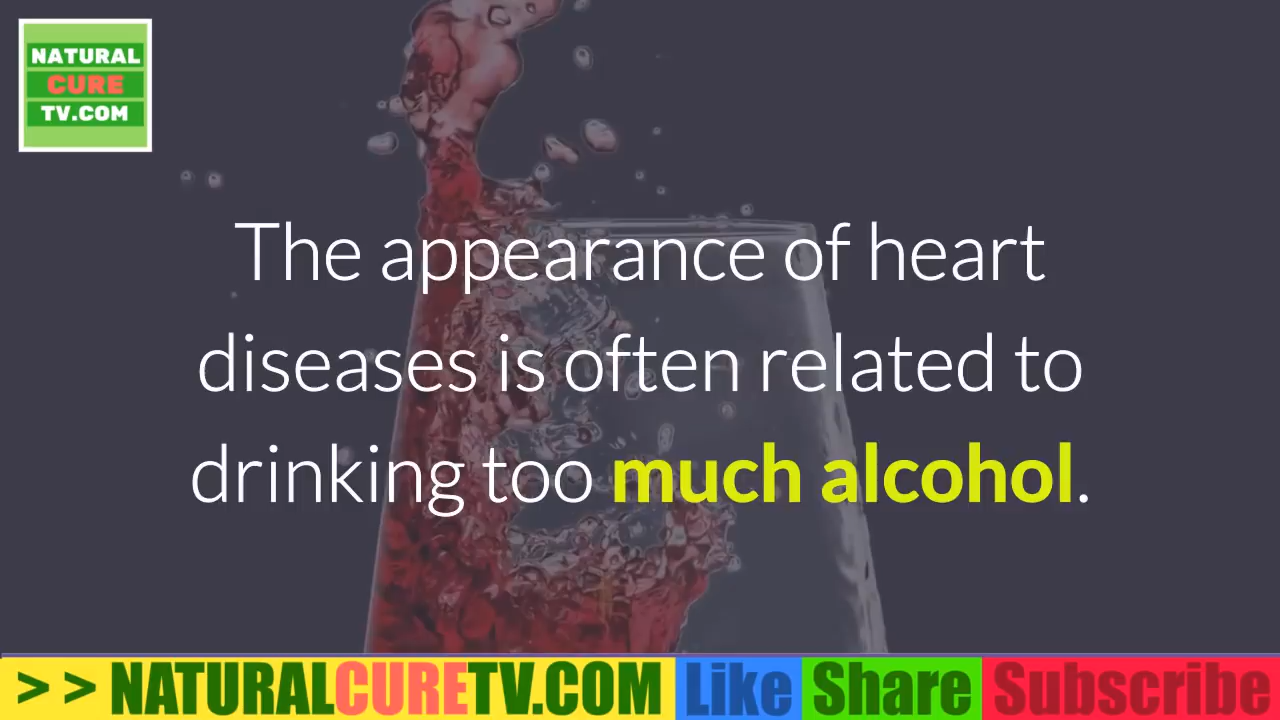 NATURAL
CURE
TV.COM
The appearance of heart
diseases is often related to
drinking too much alcohol.
> > NATURALCURETV.COM Like Share Subscribe